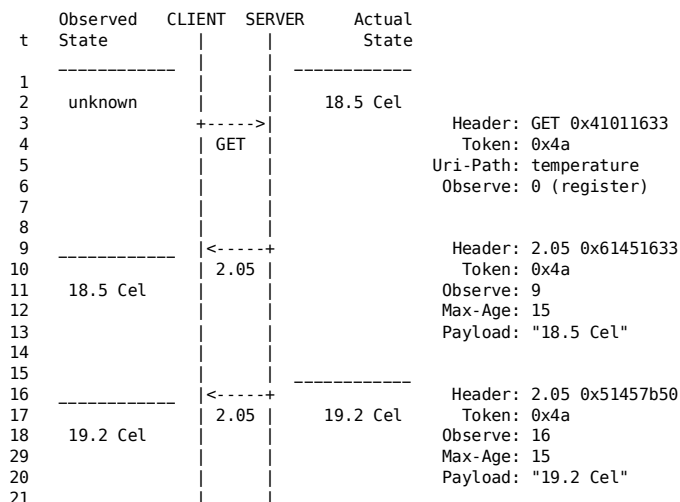 Observed   CLIENT  SERVER     Actual
t   State         |      |         State
    ____________  |      |  ____________
1                 |      |
2    unknown      |      |     18.5 Cel
3                 +----->|                  Header: GET 0x41011633
4                 | GET  |                   Token: 0x4a
5                 |      |                Uri-Path: temperature
6                 |      |                 Observe: 0 (register)
7                 |      |
8                 |      |
9   ____________  |<-----+                  Header: 2.05 0x61451633
10                | 2.05 |                   Token: 0x4a
11   18.5 Cel     |      |                 Observe: 9
12                |      |                 Max-Age: 15
13                |      |                 Payload: "18.5 Cel"
14                |      |
15                |      |  ____________
16  ____________  |<-----+                  Header: 2.05 0x51457b50
17                | 2.05 |     19.2 Cel      Token: 0x4a
18   19.2 Cel     |      |                 Observe: 16
29                |      |                 Max-Age: 15
20                |      |                 Payload: "19.2 Cel"
21                |      |